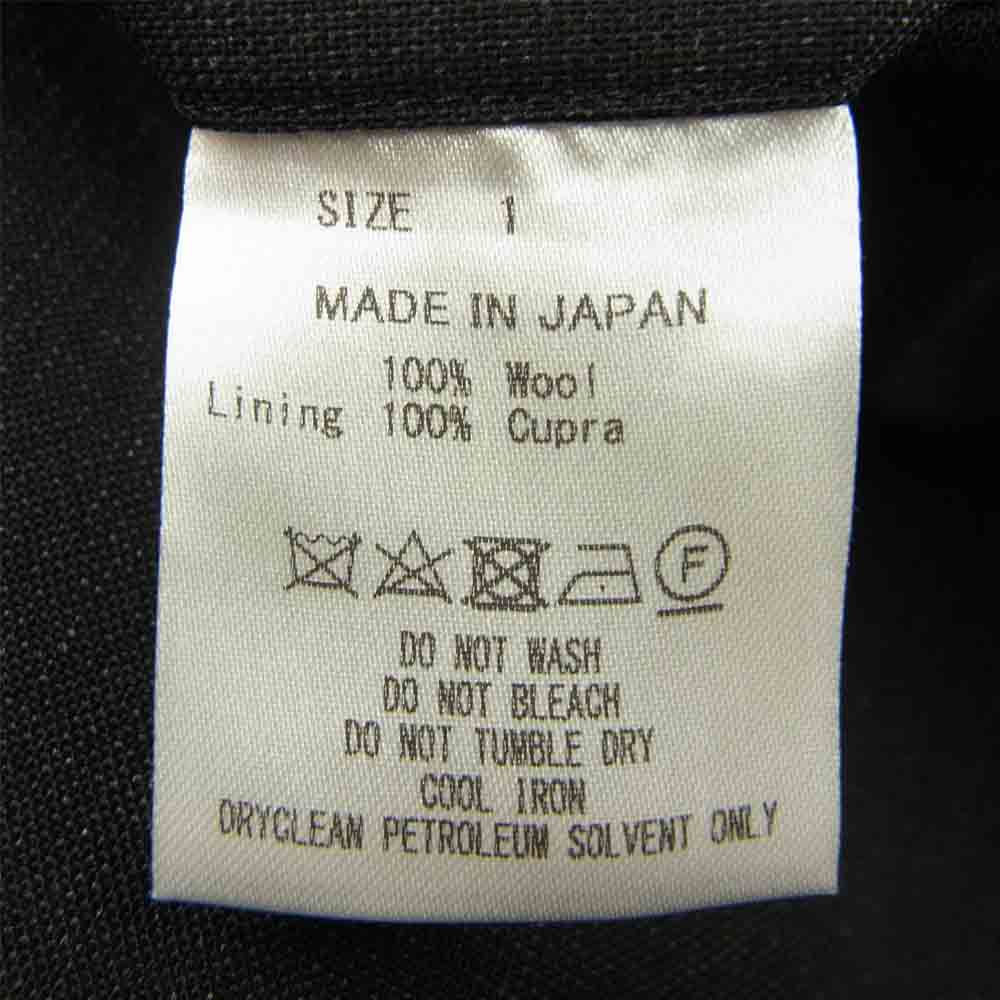 SIZE 1
MADE IN JAPAN
100% Wool
Lining 100% Cupra
F
DO NOT WASH
DO NOT BLEACH
DO NOT TUMBLE DRY
COOL IRON
DRYCLEAN PETROLEUM SOLVENT ONLY